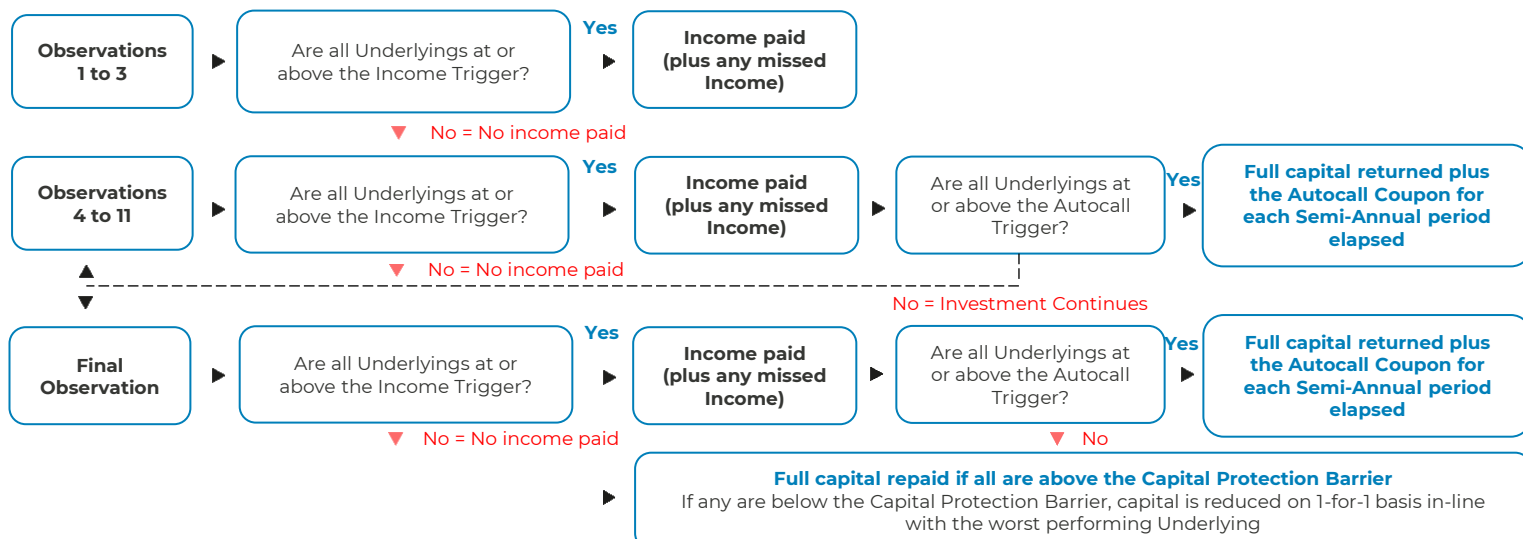 Observations
1 to 3
Are all Underlyings at or
above the Income Trigger?
Yes
Income paid
(plus any missed
Income)
No = No income paid
Observations
4 to 11
Are all Underlyings at or
above the Income Trigger?
Yes
Income paid
(plus any missed
Income)
Are all Underlyings at
or above the Autocall
Trigger?
Yes
Full capital returned plus
the Autocall Coupon for
each Semi-Annual period
elapsed
No = No income paid
No = Investment Continues
Final
Observation
Are all Underlyings at or
above the Income Trigger?
Yes
Income paid
(plus any missed
Income)
Are all Underlyings at
or above the Autocall
Trigger?
Yes
Full capital returned plus
the Autocall Coupon for
each Semi-Annual period
elapsed
No = No income paid
No
Full capital repaid if all are above the Capital Protection Barrier
If any are below the Capital Protection Barrier, capital is reduced on 1-for-1 basis in-line
with the worst performing Underlying